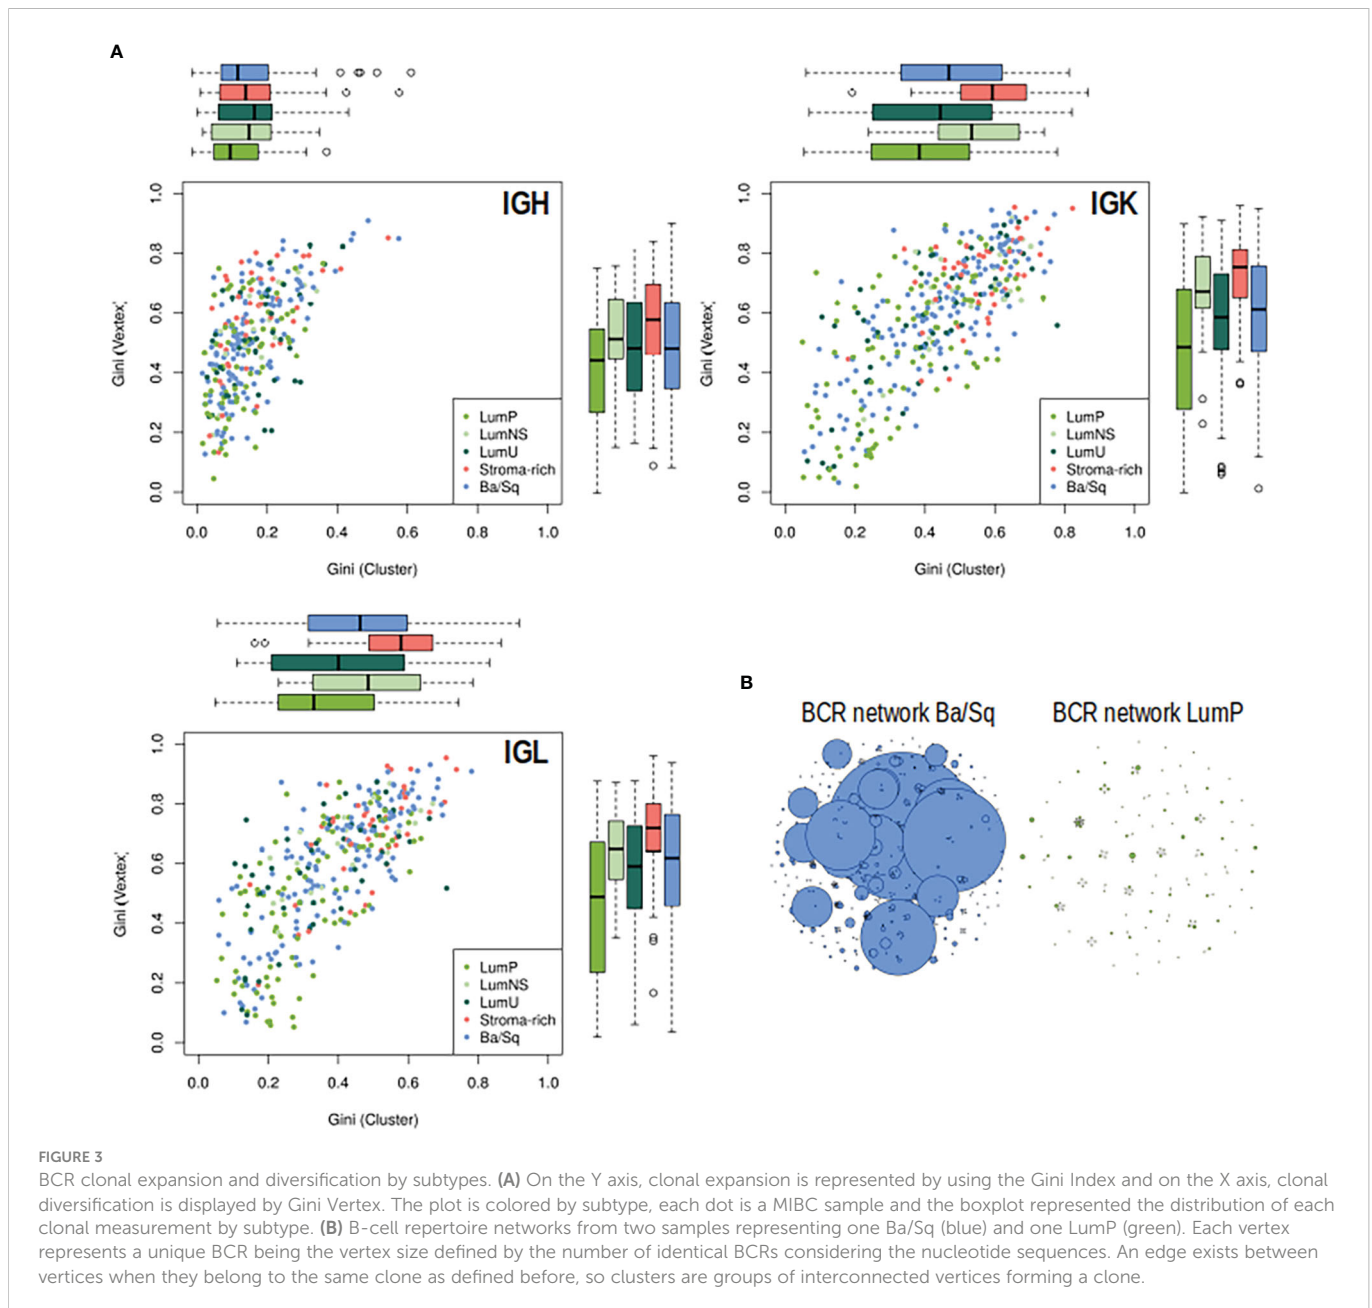 A
IGH
1.0
0.8
0.6
0.4
0.2
0.0
Gini (Vextex;
LumP
LumNS
LumU
Stroma-rich
Ba/Sq
0.0 0.2 0.4 0.6 0.8 1.0
Gini (Cluster)
IGK
1.0
0.8
0.6
0.4
0.2
0.0
Gini (Vextex;
LumP
LumNS
LumU
Stroma-rich
Ba/Sq
0.0 0.2 0.4 0.6 0.8 1.0
Gini (Cluster)
IGL
1.0
0.8
0.6
0.4
0.2
0.0
Gini (Vextex;
LumP
LumNS
LumU
Stroma-rich
Ba/Sq
0.0 0.2 0.4 0.6 0.8 1.0
Gini (Cluster)
B
BCR network Ba/Sq
BCR network LumP
FIGURE 3
BCR clonal expansion and diversification by subtypes. (A) On the Y axis, clonal expansion is represented by using the Gini Index and on the X axis, clonal
diversification is displayed by Gini Vertex. The plot is colored by subtype, each dot is a MIBC sample and the boxplot represented the distribution of each
clonal measurement by subtype. (B) B-cell repertoire networks from two samples representing one Ba/Sq (blue) and one LumP (green). Each vertex
represents a unique BCR being the vertex size defined by the number of identical BCRs considering the nucleotide sequences. An edge exists between
vertices when they belong to the same clone as defined before, so clusters are groups of interconnected vertices forming a clone.